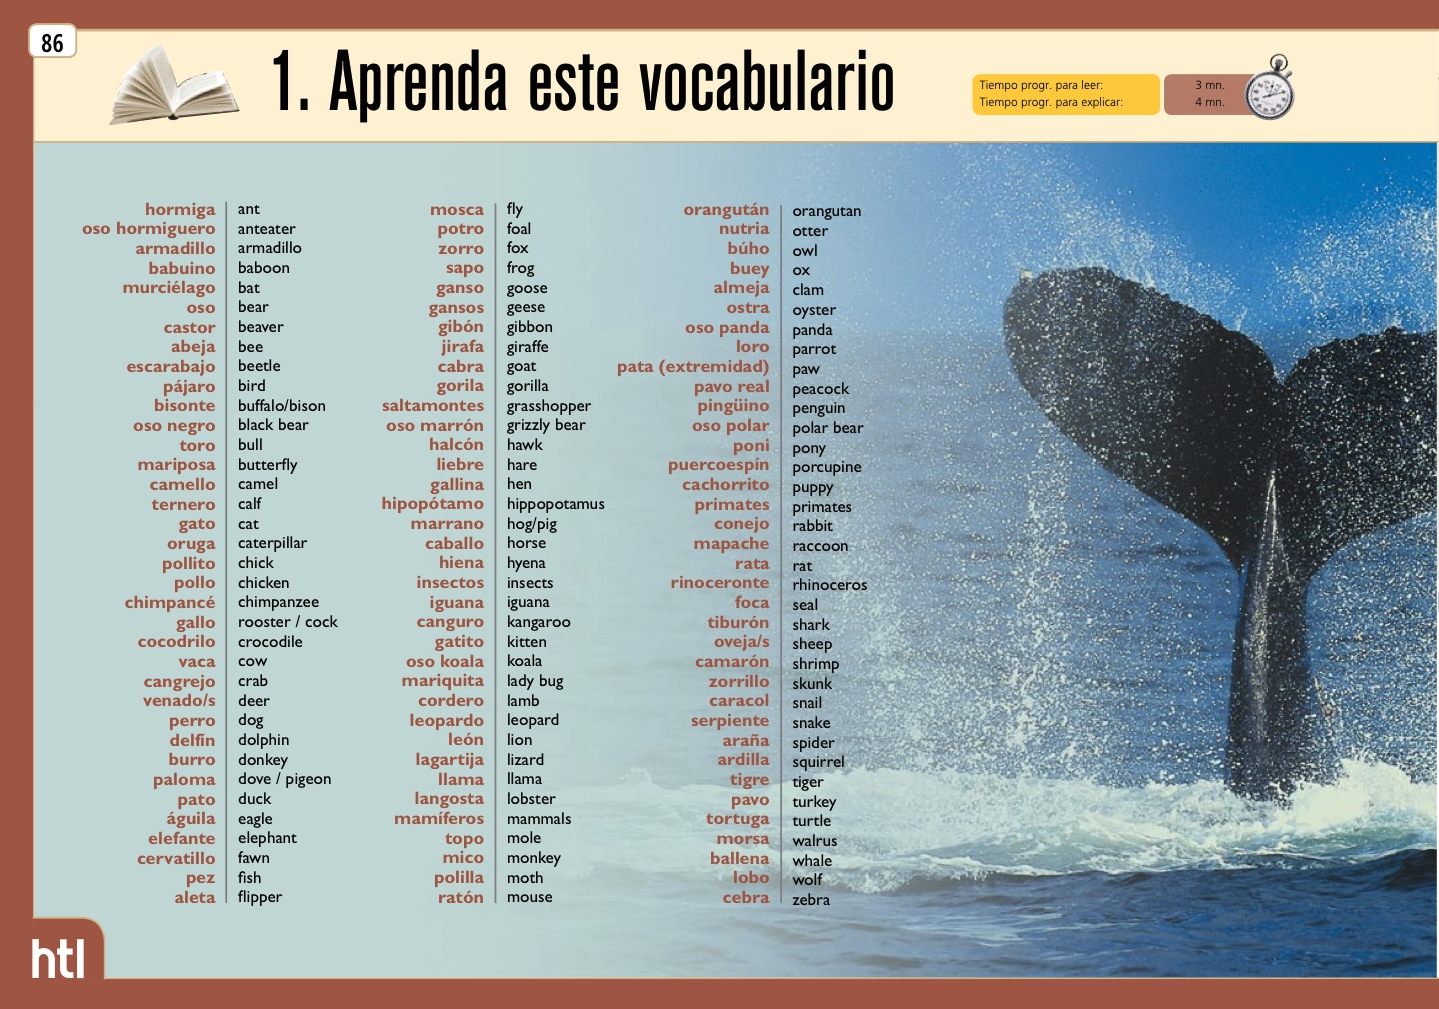 86
1. Aprenda este vocabulario
Tiempo progr. para leer: 3 mn.
Tiempo progr. para explicar: 4 mn.
hormiga ant
oso hormiguero anteater
armadillo armadillo
babuino baboon
murciélago bat
oso bear
castor beaver
abeja bee
escarabajo beetle
pájaro bird
bisonte buffalo/bison
oso negro black bear
toro bull
mariposa butterfly
camello camel
ternero calf
gato cat
oruga caterpillar
pollito chick
pollo chicken
chimpancé chimpanzee
gallo rooster / cock
cocodrilo crocodile
vaca cow
cangrejo crab
venado/s deer
perro dog
delfín dolphin
burro donkey
paloma dove / pigeon
pato duck
águila eagle
elefante elephant
cervatillo fawn
pez fish
aleta flipper
mosca fly
potro foal
zorro fox
sapo frog
ganso goose
gansos geese
gibón gibbon
jirafa giraffe
cabra goat
gorila gorilla
saltamontes grasshopper
oso marrón grizzly bear
halcón hawk
liebre hare
gallina hen
hipopótamo hippopotamus
marrano hog/pig
caballo horse
hiena hyena
insectos insects
iguana iguana
canguro kangaroo
gatito kitten
oso koala koala
mariquita lady bug
cordero lamb
leopardo leopard
león lion
lagartija lizard
llama llama
langosta lobster
mamíferos mammals
topo mole
mico monkey
polilla moth
ratón mouse
orangután orangutan
nutria otter
búho owl
buey ox
almeja clam
ostra oyster
oso panda panda
loro parrot
pata (extremidad) paw
pavo real peacock
pingüino penguin
oso polar polar bear
poni pony
puercoespín porcupine
cachorrito puppy
primates primates
conejo rabbit
mapache raccoon
rata rat
rinoceronte rhinoceros
foca seal
tiburón shark
oveja/s sheep
camarón shrimp
zorrillo skunk
caracol snail
serpiente snake
araña spider
ardilla squirrel
tigre tiger
pavo turkey
tortuga turtle
morsa walrus
ballena whale
lobo wolf
cebra zebra
htl